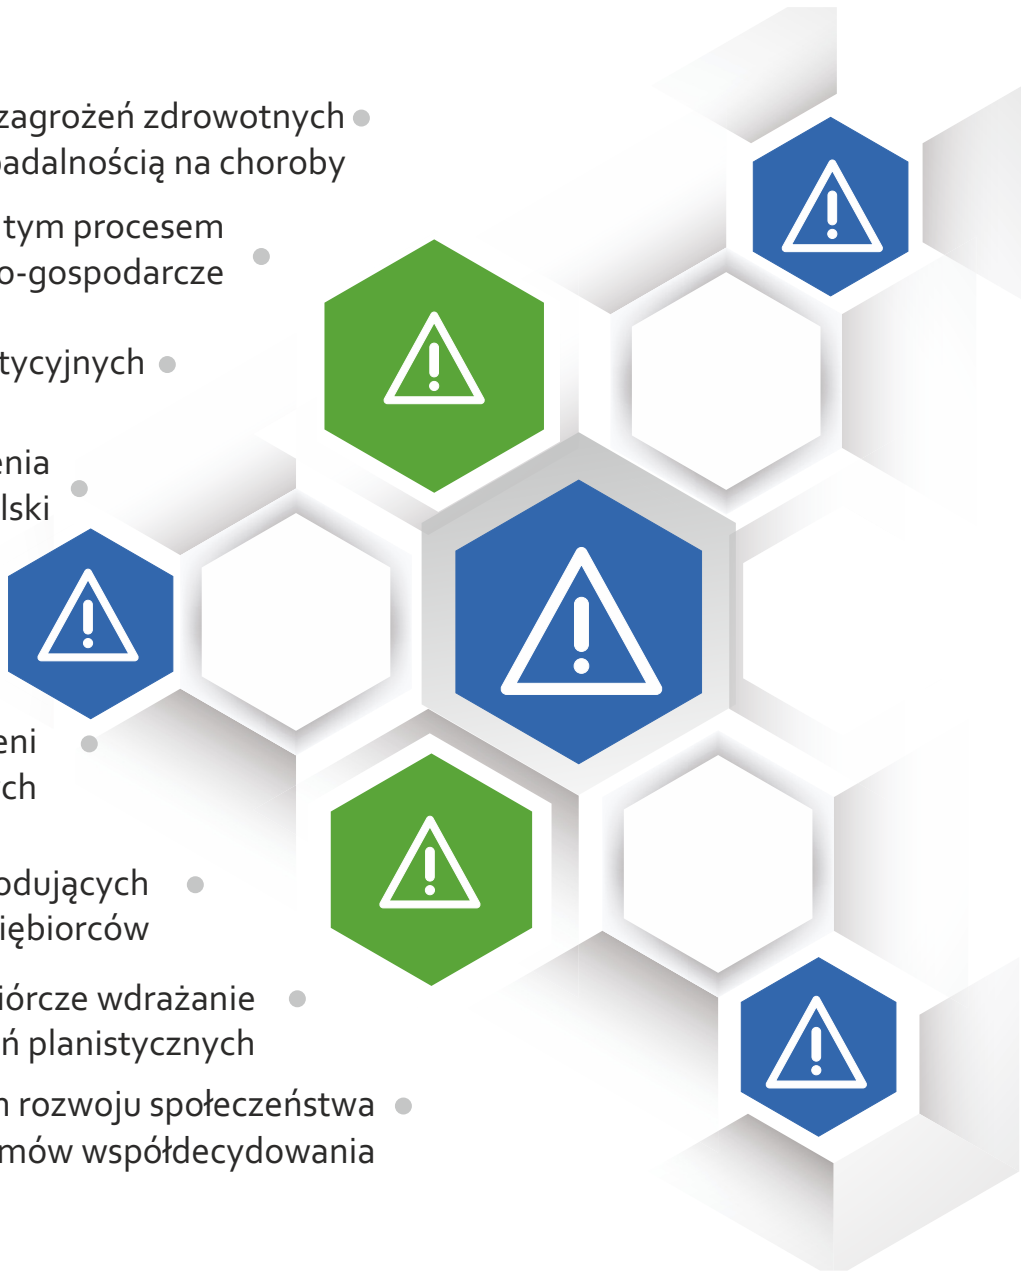 zagrożeń zdrowotnych
padalnością na choroby
tym procesem
o-gospodarcze
tycyjnych
enia
lski
eni
ch
odujących
iębiorców
iórcze wdrażanie
ń planistycznych
rozwoju społeczeństwa
mów współdecydowania